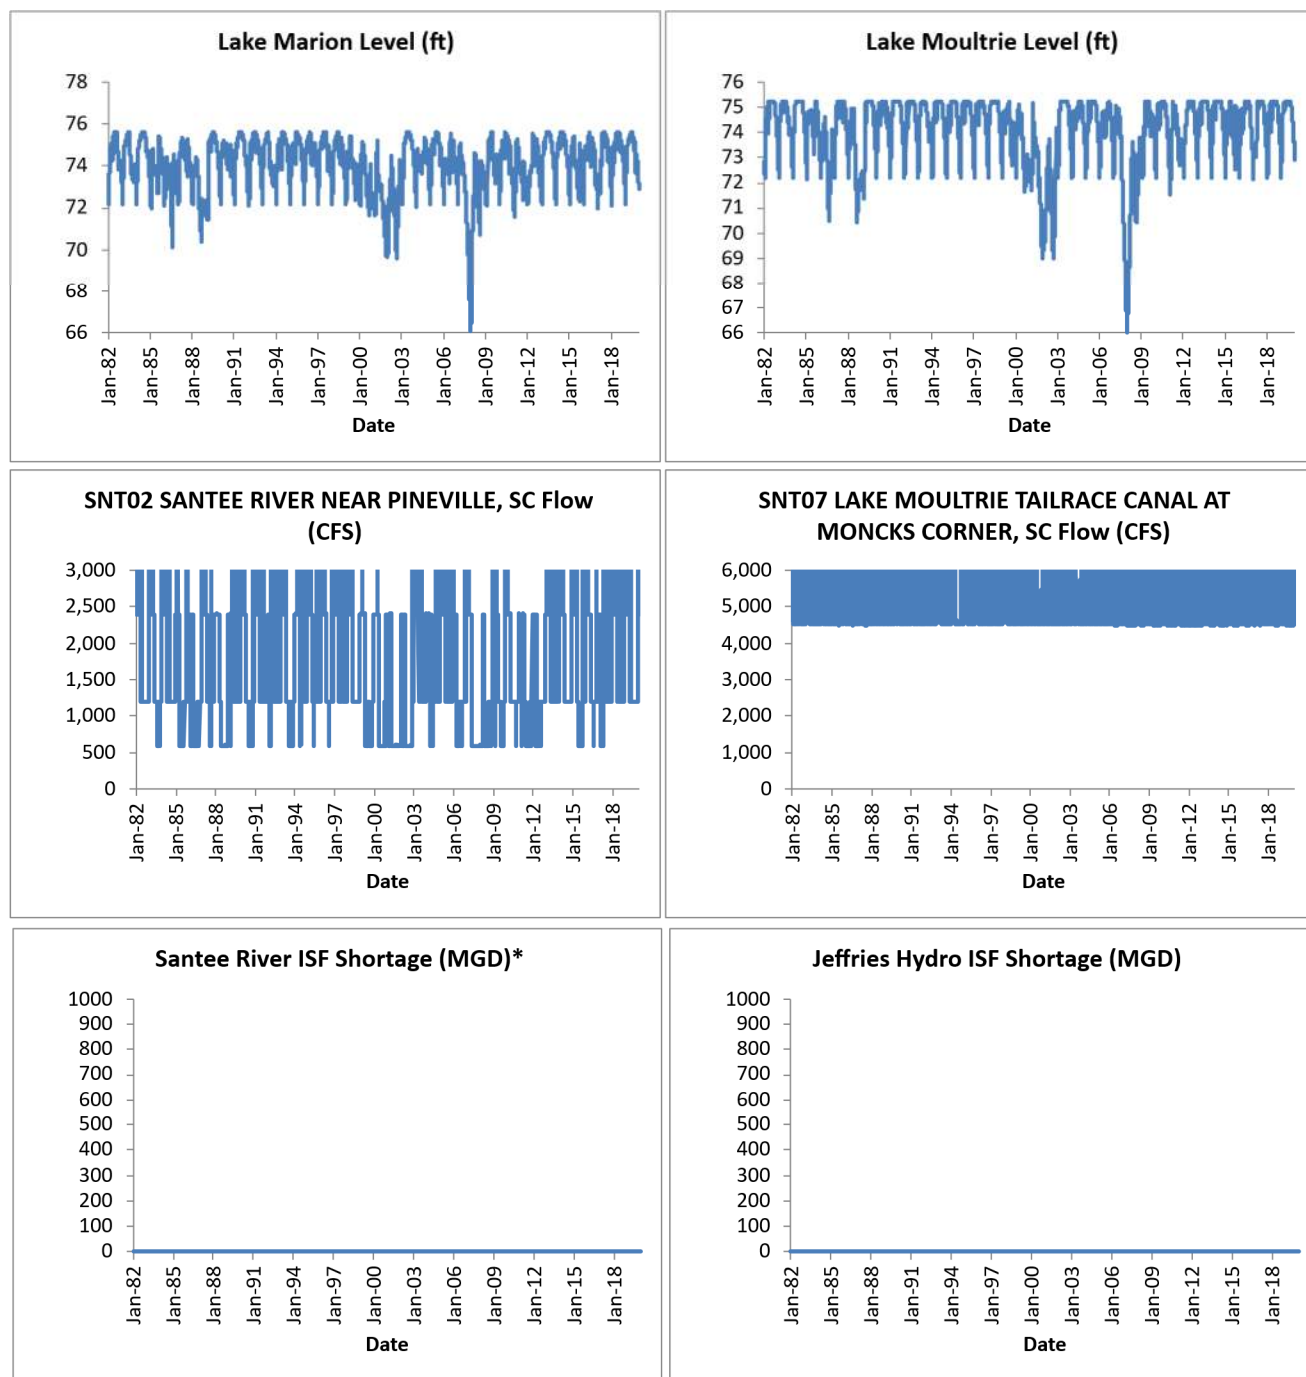 Lake Marion Level (ft)
78
76
74
72
70
68
66
Jan-82
Jan-85
Jan-88
Jan-91
Jan-94
Jan-97
Jan-00
Jan-03
Jan-06
Jan-09
Jan-12
Jan-15
Jan-18
Date
Lake Moultrie Level (ft)
76
75
74
73
72
71
70
69
68
67
66
Jan-82
Jan-85
Jan-88
Jan-91
Jan-94
Jan-97
Jan-00
Jan-03
Jan-06
Jan-09
Jan-12
Jan-15
Jan-18
Date
SNT02 SANTEE RIVER NEAR PINEVILLE, SC Flow
(CFS)
3,000
2,500
2,000
1,500
1,000
500
0
Jan-82
Jan-85
Jan-88
Jan-91
Jan-94
Jan-97
Jan-00
Jan-03
Jan-06
Jan-09
Jan-12
Jan-15
Jan-18
Date
SNT07 LAKE MOULTRIE TAILRACE CANAL AT
MONCKS CORNER, SC Flow (CFS)
6,000
5,000
4,000
3,000
2,000
1,000
0
Jan-82
Jan-85
Jan-88
Jan-91
Jan-94
Jan-97
Jan-00
Jan-03
Jan-06
Jan-09
Jan-12
Jan-15
Jan-18
Date
Santee River ISF Shortage (MGD)*
1000
900
800
700
600
500
400
300
200
100
0
Jan-82
Jan-85
Jan-88
Jan-91
Jan-94
Jan-97
Jan-00
Jan-03
Jan-06
Jan-09
Jan-12
Jan-15
Jan-18
Date
Jeffries Hydro ISF Shortage (MGD)
1000
900
800
700
600
500
400
300
200
100
0
Jan-82
Jan-85
Jan-88
Jan-91
Jan-94
Jan-97
Jan-00
Jan-03
Jan-06
Jan-09
Jan-12
Jan-15
Jan-18
Date